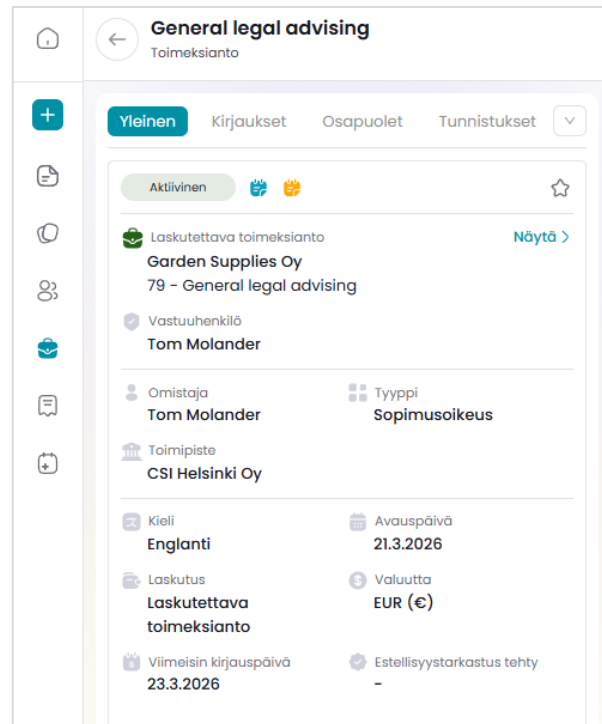 General legal advising
Toimeksianto
Yleinen Kirjaukset Osapuolet Tunnistukset
Aktiivinen
Laskutettava toimeksianto Näytä >
Garden Supplies Oy
79 - General legal advising
Vastuuhenkilö
Tom Molander
Omistaja Tyyppi
Tom Molander Sopimusoikeus
Toimipiste
CSI Helsinki Oy
Kieli Avauspäivä
Englanti 21.3.2026
Laskutus Valuutta
Laskutettava EUR (€)
toimeksianto
Viimeisin kirjauspäivä Estellisyystarkastus tehty
23.3.2026 -